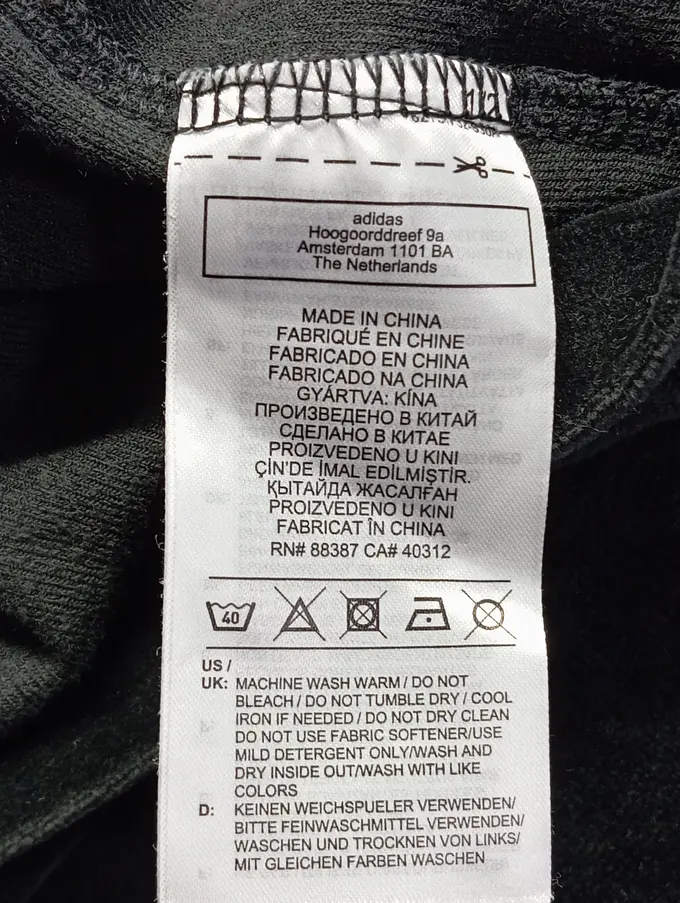 adidas
Hoogoorddreef 9a
Amsterdam 1101 BA
The Netherlands
MADE IN CHINA
FABRIQUÉ EN CHINE
FABRICADO EN CHINA
FABRICADO NA CHINA
GYÁRTVA: KÍNA
ПРОИЗВЕДЕНО В КИТАЙ
СДЕЛАНО В КИТАЕ
PROIZVEDENO U KINI
ÇİN'DE İMAL EDİLMİŞTİR.
ҚЫТАЙДА ЖАСАЛҒАН
PROIZVEDENO U KINI
FABRICAT ÎN CHINA
RN# 88387 CA# 40312
40
US /
UK: MACHINE WASH WARM / DO NOT
BLEACH / DO NOT TUMBLE DRY / COOL
IRON IF NEEDED / DO NOT DRY CLEAN
DO NOT USE FABRIC SOFTENER/USE
MILD DETERGENT ONLY/WASH AND
DRY INSIDE OUT/WASH WITH LIKE
COLORS
D: KEINEN WEICHSPUELER VERWENDEN/
BITTE FEINWASCHMITTEL VERWENDEN/
WASCHEN UND TROCKNEN VON LINKS/
MIT GLEICHEN FARBEN WASCHEN